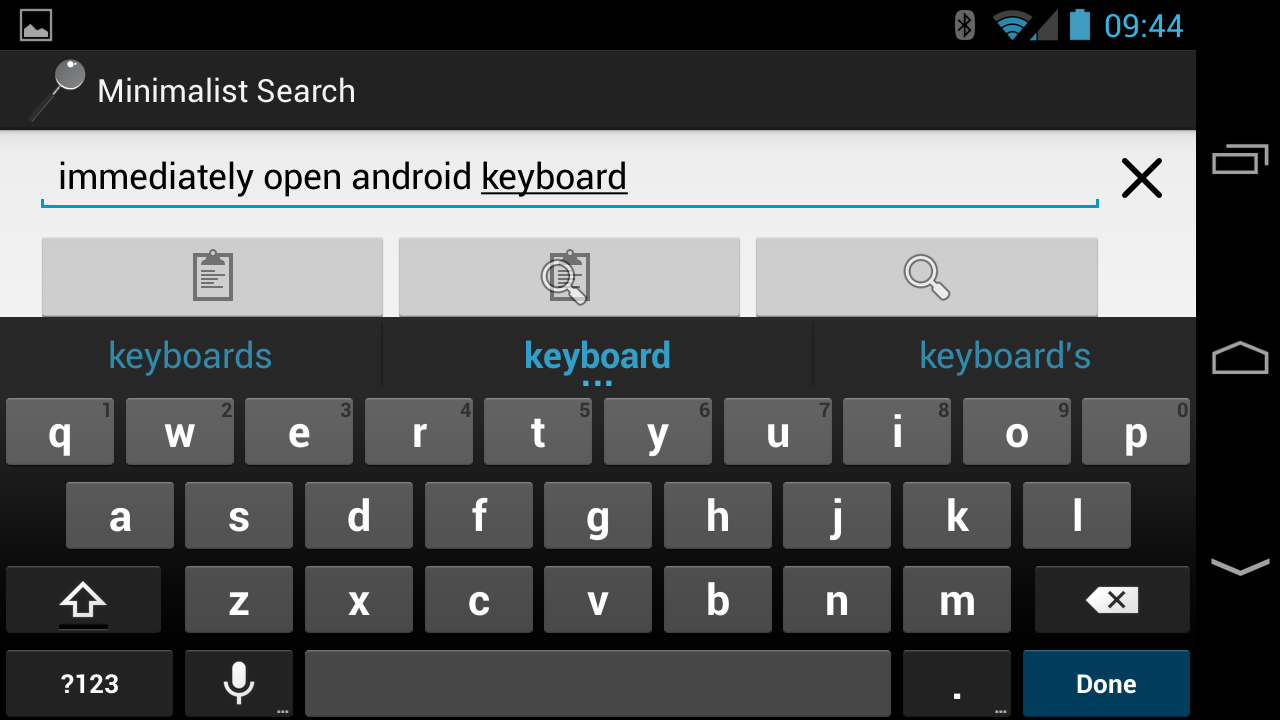 09:44
Minimalist Search
immediately open android keyboard
keyboards keyboard keyboard's
1 2 3 4 5 6 7 8 9 0
q w e r t y u i o p
a s d f g h j k l
z x c v b n m
?123 ... . ... Done